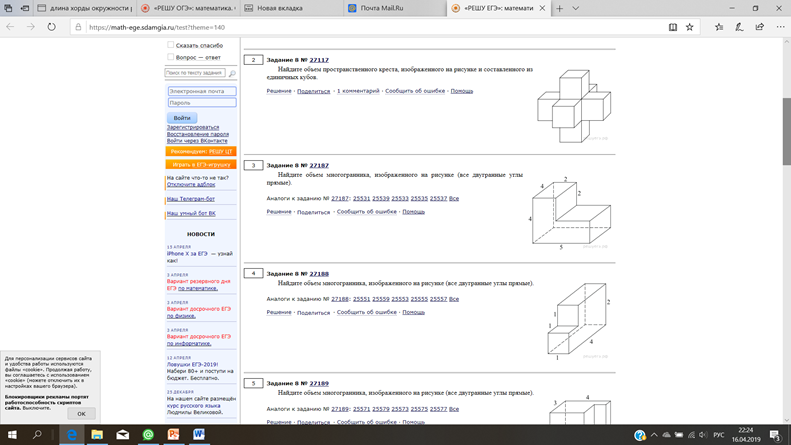 длина хорды окружности р
«РЕШУ ОГЭ»: математика, О
Новая вкладка
Почта Mail.Ru
«РЕШУ ОГЭ»: математи
https://math-ege.sdamgia.ru/test?theme=140
Сказать спасибо
Вопрос — ответ
Поиск по тексту задания
Электронная почта
Пароль
Войти
Зарегистрироваться
Восстановление пароля
Войти через ВКонтакте
Рекомендуем: РЕШУ ЦТ
Играть в ЕГЭ-игрушку
На сайте что-то не так?
Отключите адблок
Наш Телеграм-бот
Наш умный бот ВК
НОВОСТИ
15 АПРЕЛЯ
iPhone X за ЕГЭ — узнай
как!
Вариант резервного дня
ЕГЭ по математике.
Вариант досрочного ЕГЭ
по физике.
Вариант досрочного ЕГЭ
по информатике.
12 АПРЕЛЯ
Ловушки ЕГЭ-2019!
Набери 80+ и поступи на
бюджет. Бесплатно.
25 ДЕКАБРЯ
На нашем сайте размещён
курс русского языка
Людмилы Великовой.
2
Задание 8 № 27117
Найдите объем пространственного креста, изображенного на рисунке и составленного из
единичных кубов.
Решение · Поделиться · 1 комментарий · Сообщить об ошибке · Помощь
3
Задание 8 № 27187
Найдите объем многогранника, изображенного на рисунке (все двугранные углы
прямые).
Аналоги к заданию № 27187: 25531 25539 25533 25535 25537 Все
Решение · Поделиться · Сообщить об ошибке · Помощь
2
4
2
4
5
4
Задание 8 № 27188
Найдите объем многогранника, изображенного на рисунке (все двугранные углы прямые).
Аналоги к заданию № 27188: 25551 25559 25553 25555 25557 Все
Решение · Поделиться · Сообщить об ошибке · Помощь
2
1
1
4
1
5
Задание 8 № 27189
Найдите объем многогранника, изображенного на рисунке (все двугранные углы прямые).
Аналоги к заданию № 27189: 25571 25579 25573 25575 25577 Все
Решение · Поделиться · Сообщить об ошибке · Помощь
4
3
Для персонализации сервисов сайта
и удобства работы используются
файлы «cookie». Продолжая работу,
вы соглашаетесь с использованием
«cookie» (можете отключить их в
настройках вашего браузера).
Блокировщики рекламы портят
работоспособность скриптов
сайта. Выключите.
OK
РУС
22:24
16.04.2019
3